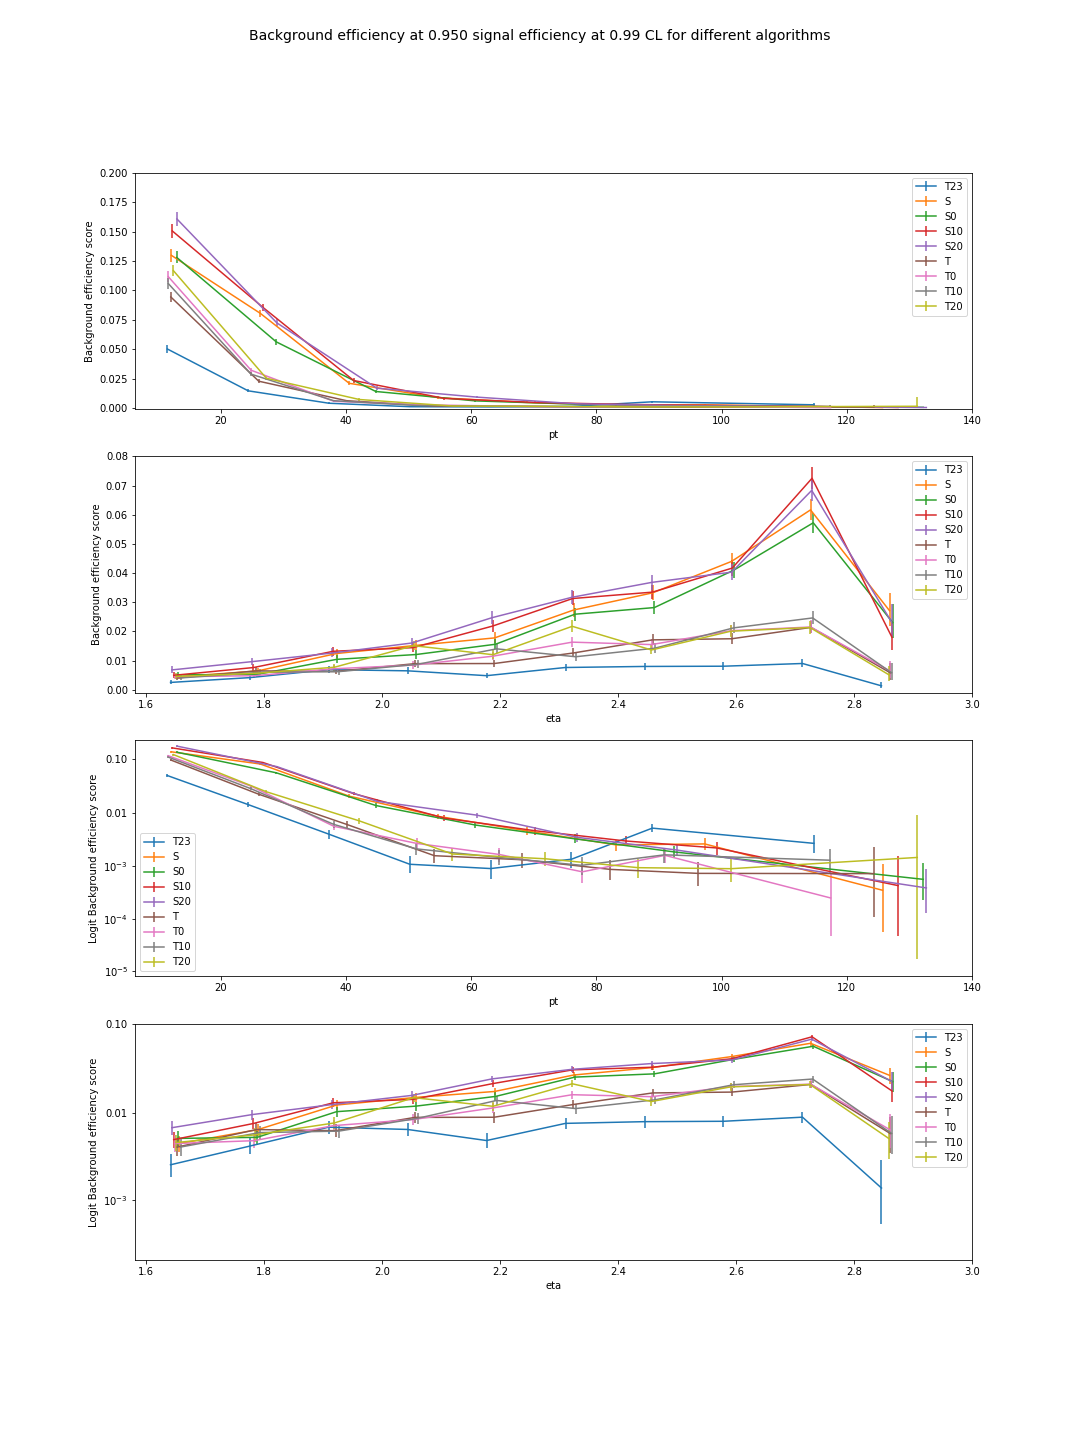 Background efficiency at 0.950 signal efficiency at 0.99 CL for different algorithms
Background efficiency score
0.200
0.175
0.150
0.125
0.100
0.075
0.050
0.025
0.000
20 40 60 80 100 120 140
pt
T23
S
S0
S10
S20
T
T0
T10
T20
Background efficiency score
0.08
0.07
0.06
0.05
0.04
0.03
0.02
0.01
0.00
1.6 1.8 2.0 2.2 2.4 2.6 2.8 3.0
eta
T23
S
S0
S10
S20
T
T0
T10
T20
Logit Background efficiency score
0.10
0.01
10⁻³
10⁻⁴
10⁻⁵
20 40 60 80 100 120 140
pt
T23
S
S0
S10
S20
T
T0
T10
T20
Logit Background efficiency score
0.10
0.01
10⁻³
1.6 1.8 2.0 2.2 2.4 2.6 2.8 3.0
eta
T23
S
S0
S10
S20
T
T0
T10
T20